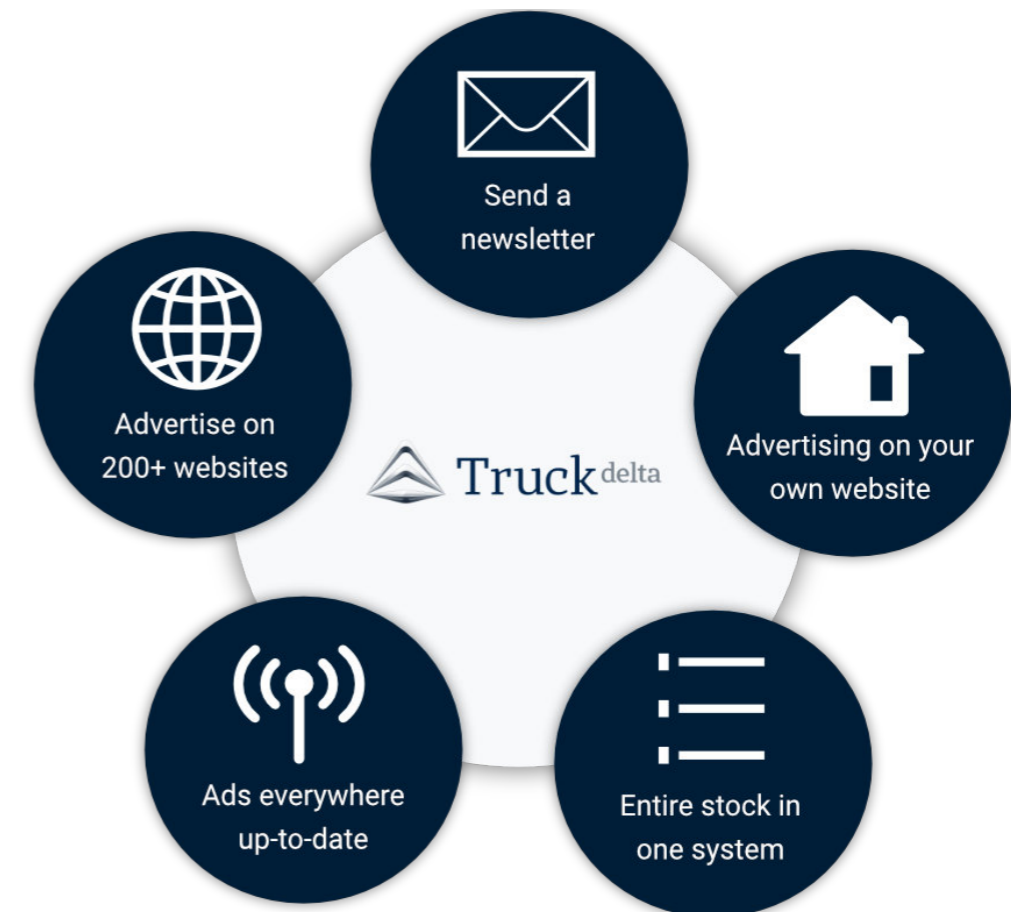 Send a
newsletter
Advertise on
200+ websites
Advertising on your
own website
Truck delta
Ads everywhere
up-to-date
Entire stock in
one system